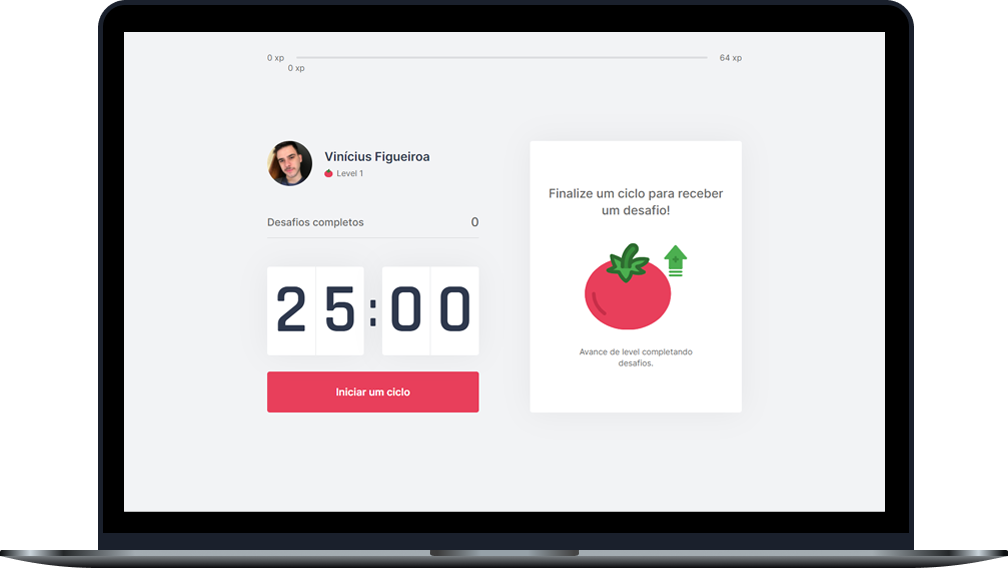 0 xp
64 xp
0 xp
Vinícius Figueiroa
Level 1
Desafios completos
0
25:00
Iniciar um ciclo
Finalize um ciclo para receber
um desafio!
Avance de level completando
desafios.